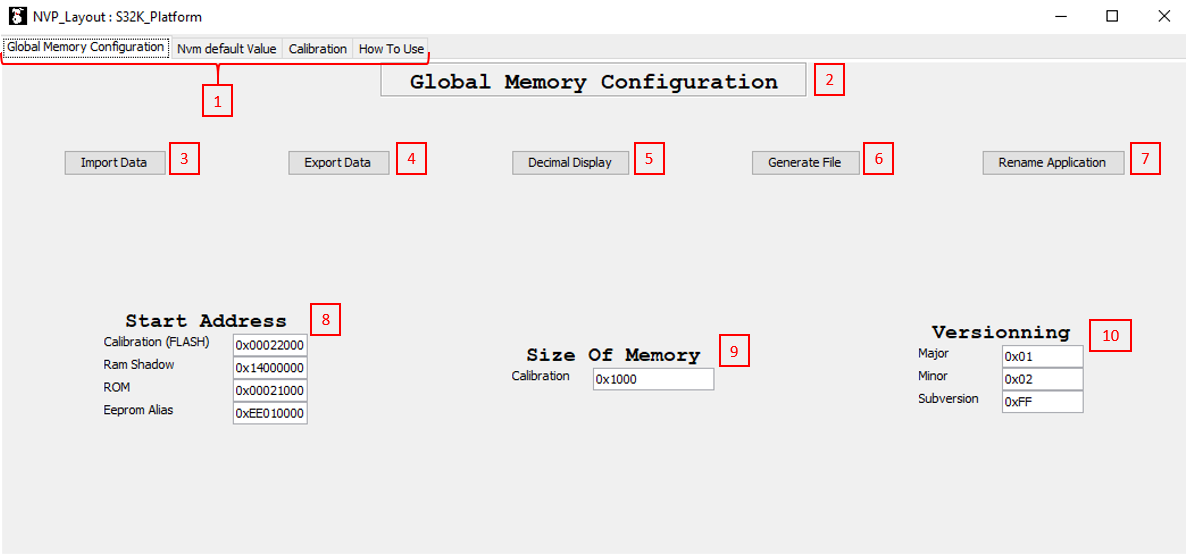 NVP_Layout : S32K_Platform
Global Memory Configuration Nvm default Value Calibration How To Use
1
Global Memory Configuration 2
Import Data 3 Export Data 4 Decimal Display 5 Generate File 6 Rename Application 7
Start Address 8
Calibration (FLASH) 0x00022000
Ram Shadow 0x14000000
ROM 0x00021000
Eeprom Alias 0xEE010000
Size Of Memory 9
Calibration 0x1000
Versionning 10
Major 0x01
Minor 0x02
Subversion 0xFF